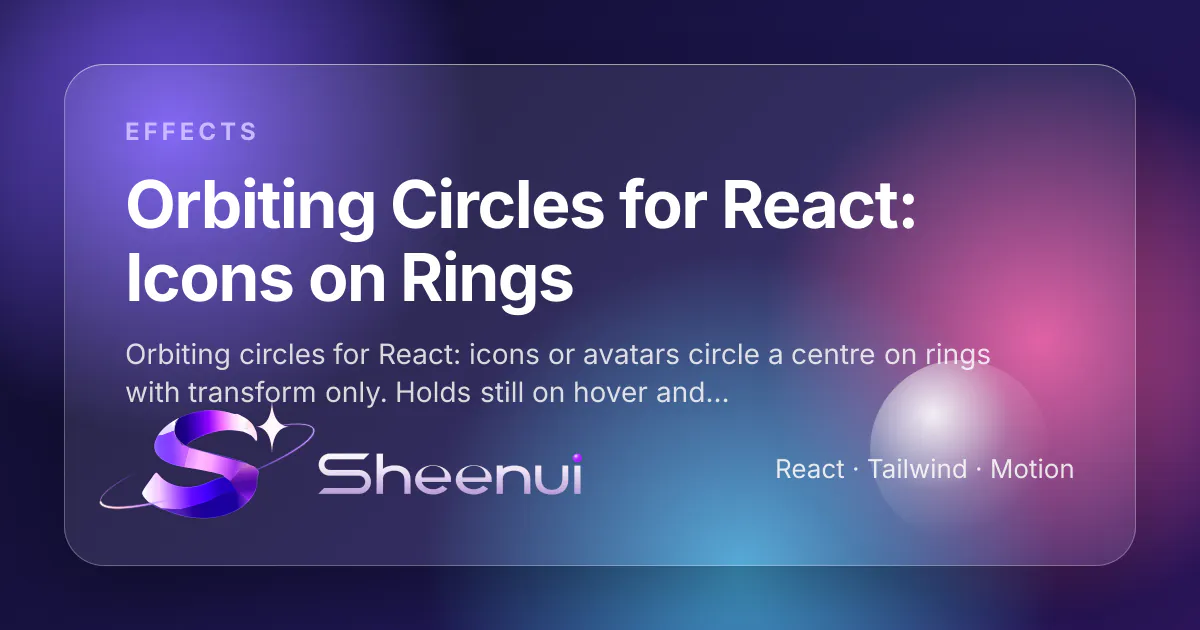 EFFECTS
Orbiting Circles for React:
Icons on Rings
Orbiting circles for React: icons or avatars circle a centre on rings
with transform only. Holds still on hover and...
Sheenui
React · Tailwind · Motion